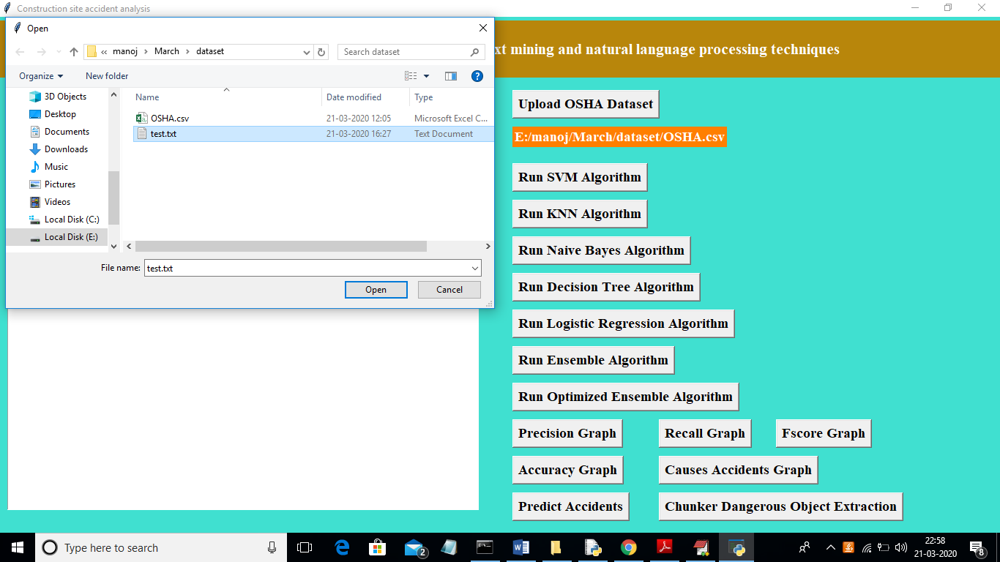 Construction site accident analysis
Open
« manoj › March › dataset
Search dataset
Organize
New folder
3D Objects
Desktop
Documents
Downloads
Music
Pictures
Videos
Local Disk (C:)
Local Disk (E:)
Name Date modified Type
OSHA.csv 21-03-2020 12:05 Microsoft Excel C...
test.txt 21-03-2020 16:27 Text Document
File name: test.txt
Open Cancel
xt mining and natural language processing techniques
Upload OSHA Dataset
E:/manoj/March/dataset/OSHA.csv
Run SVM Algorithm
Run KNN Algorithm
Run Naive Bayes Algorithm
Run Decision Tree Algorithm
Run Logistic Regression Algorithm
Run Ensemble Algorithm
Run Optimized Ensemble Algorithm
Precision Graph Recall Graph Fscore Graph
Accuracy Graph Causes Accidents Graph
Predict Accidents Chunker Dangerous Object Extraction
Type here to search
2
22:58
21-03-2020
8